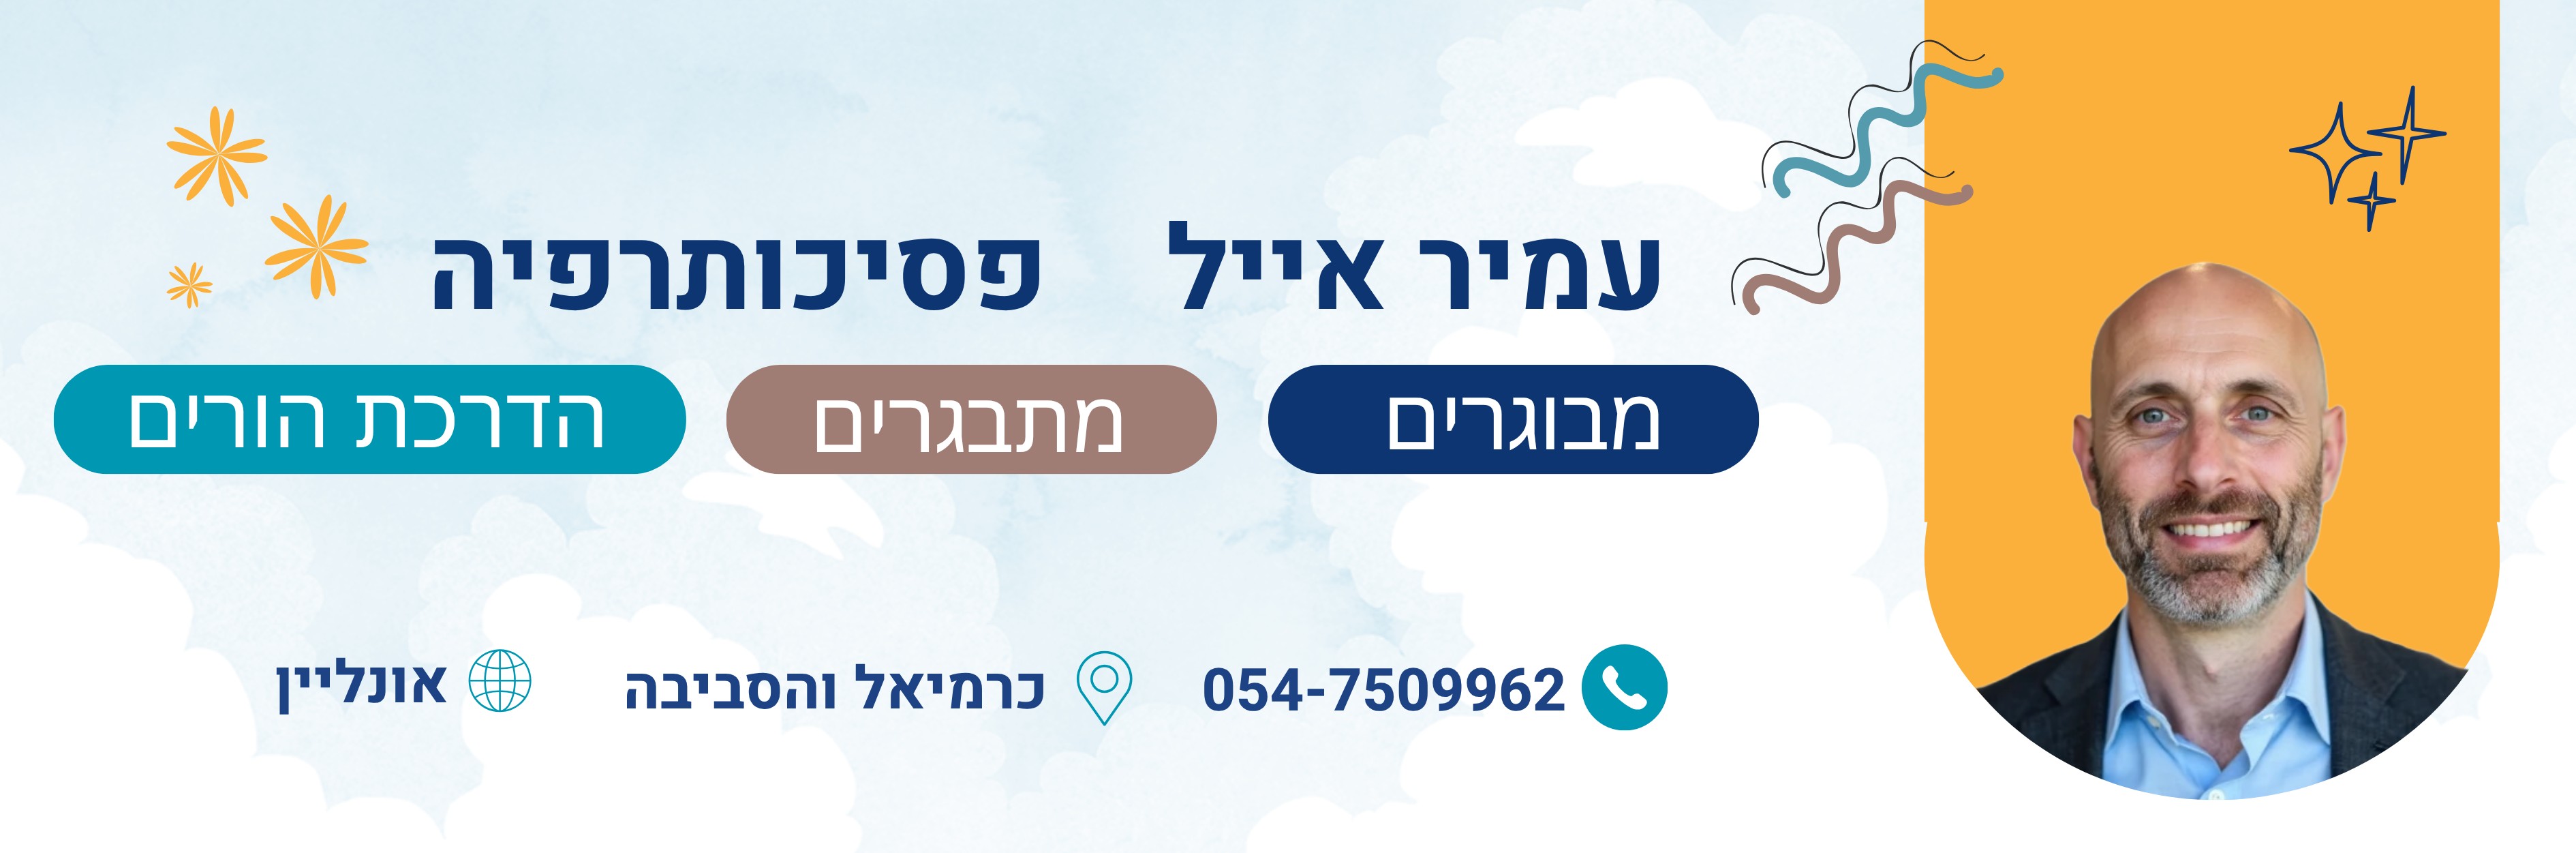 עמיר אייל פסיכותרפיה
מבוגרים מתבגרים הדרכת הורים
054-7509962 כרמיאל והסביבה אונליין